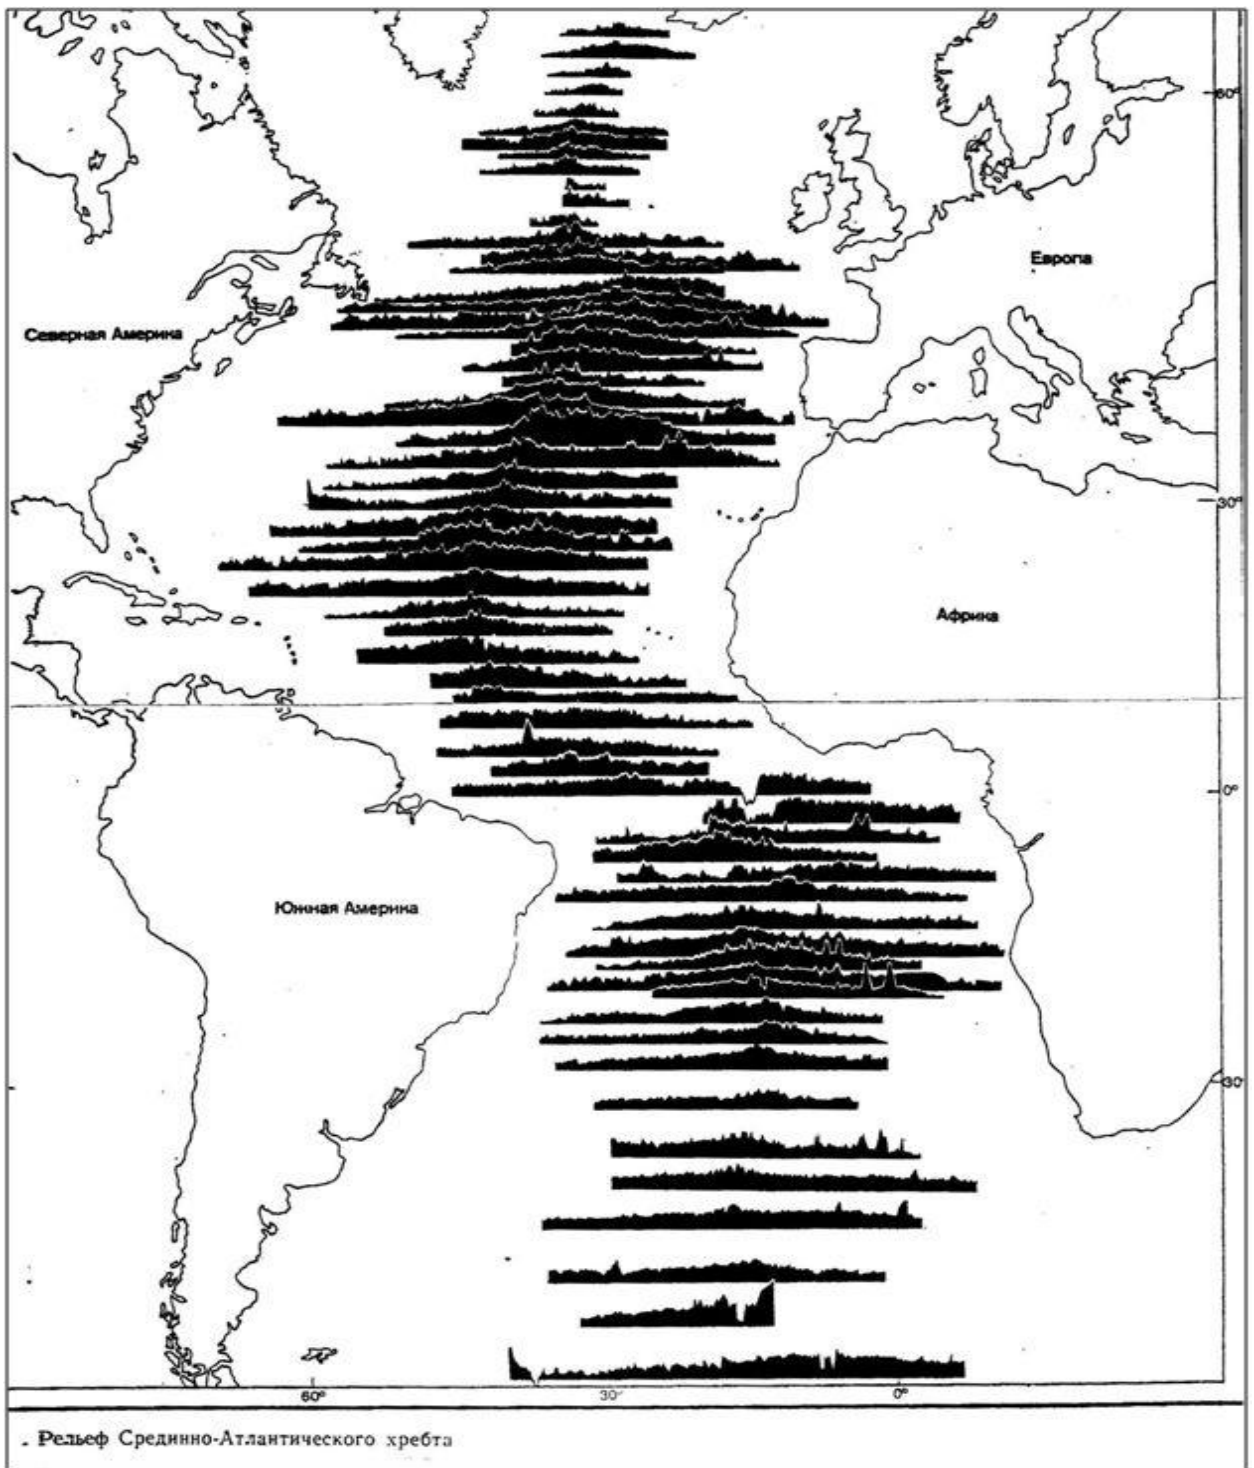 60°
Европа
Северная Америка
30°
Африка
0°
Южная Америка
30°
60° 30° 0°
Рельеф Срединно-Атлантического хребта